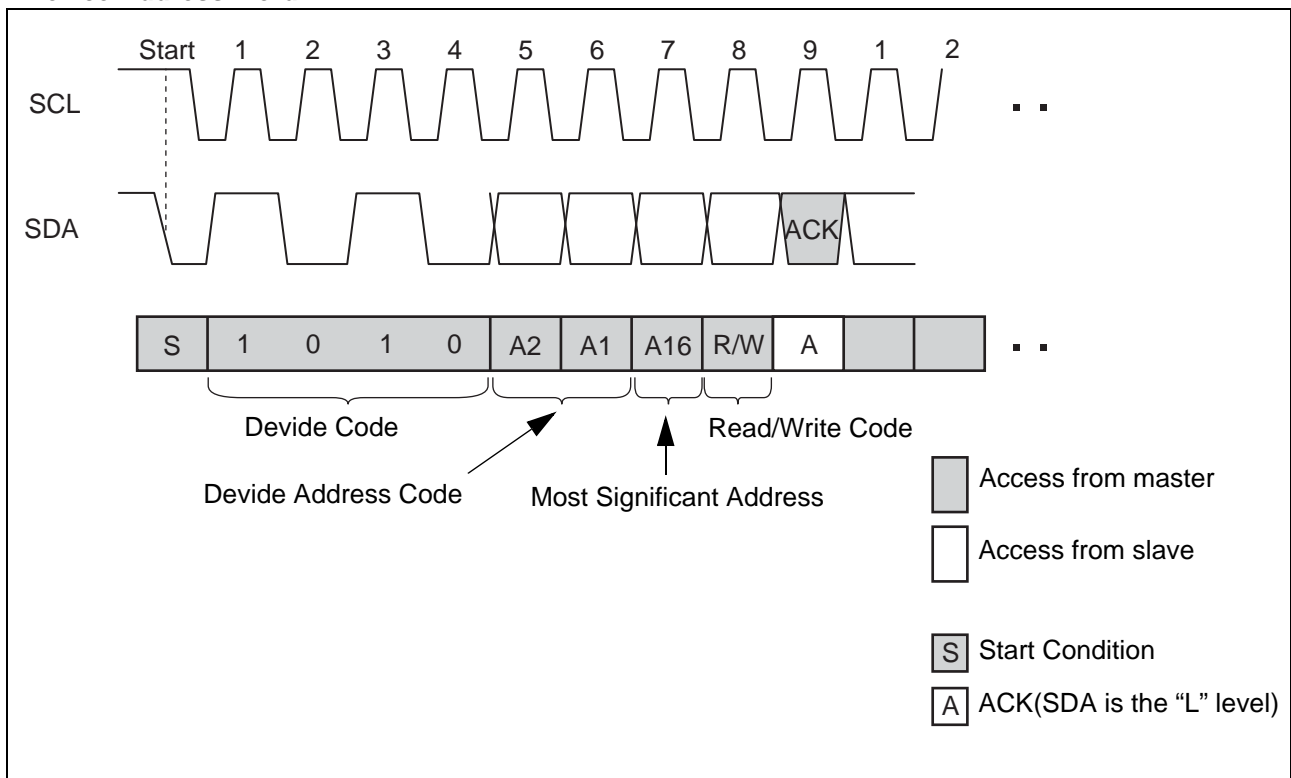 Start 1 2 3 4 5 6 7 8 9 1 2
SCL
SDA
ACK
S 1 0 1 0 A2 A1 A16 R/W A
Devide Code
Read/Write Code
Devide Address Code
Most Significant Address
Access from master
Access from slave
S Start Condition
A ACK(SDA is the “L” level)